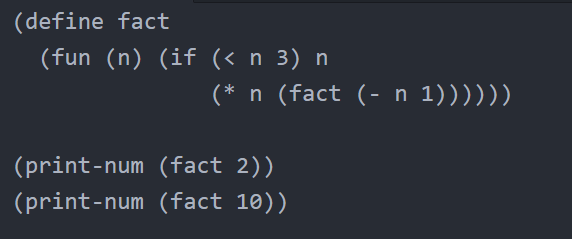 (define fact
  (fun (n) (if (< n 3) n
               (* n (fact (- n 1))))))
(print-num (fact 2))
(print-num (fact 10))